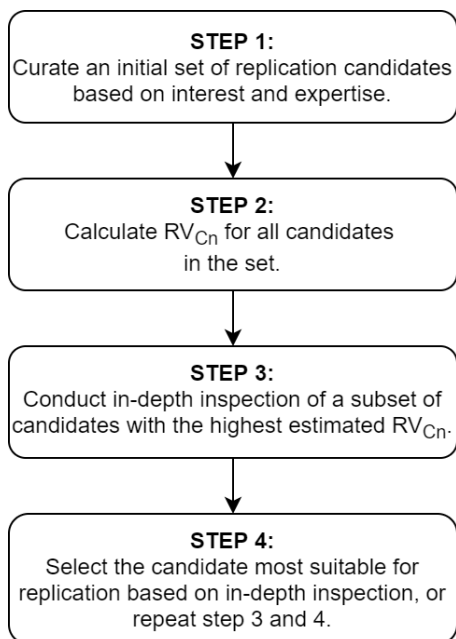 STEP 1:
Curate an initial set of replication candidates
based on interest and expertise.
STEP 2:
Calculate RV_Cn for all candidates
in the set.
STEP 3:
Conduct in-depth inspection of a subset of
candidates with the highest estimated RV_Cn.
STEP 4:
Select the candidate most suitable for
replication based on in-depth inspection, or
repeat step 3 and 4.